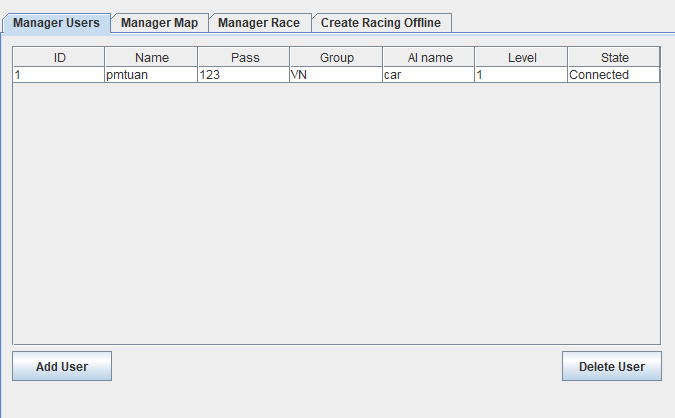 Manager Users Manager Map Manager Race Create Racing Offline
ID Name Pass Group AI name Level State
1 pmtuan 123 VN car 1 Connected
Add User Delete User